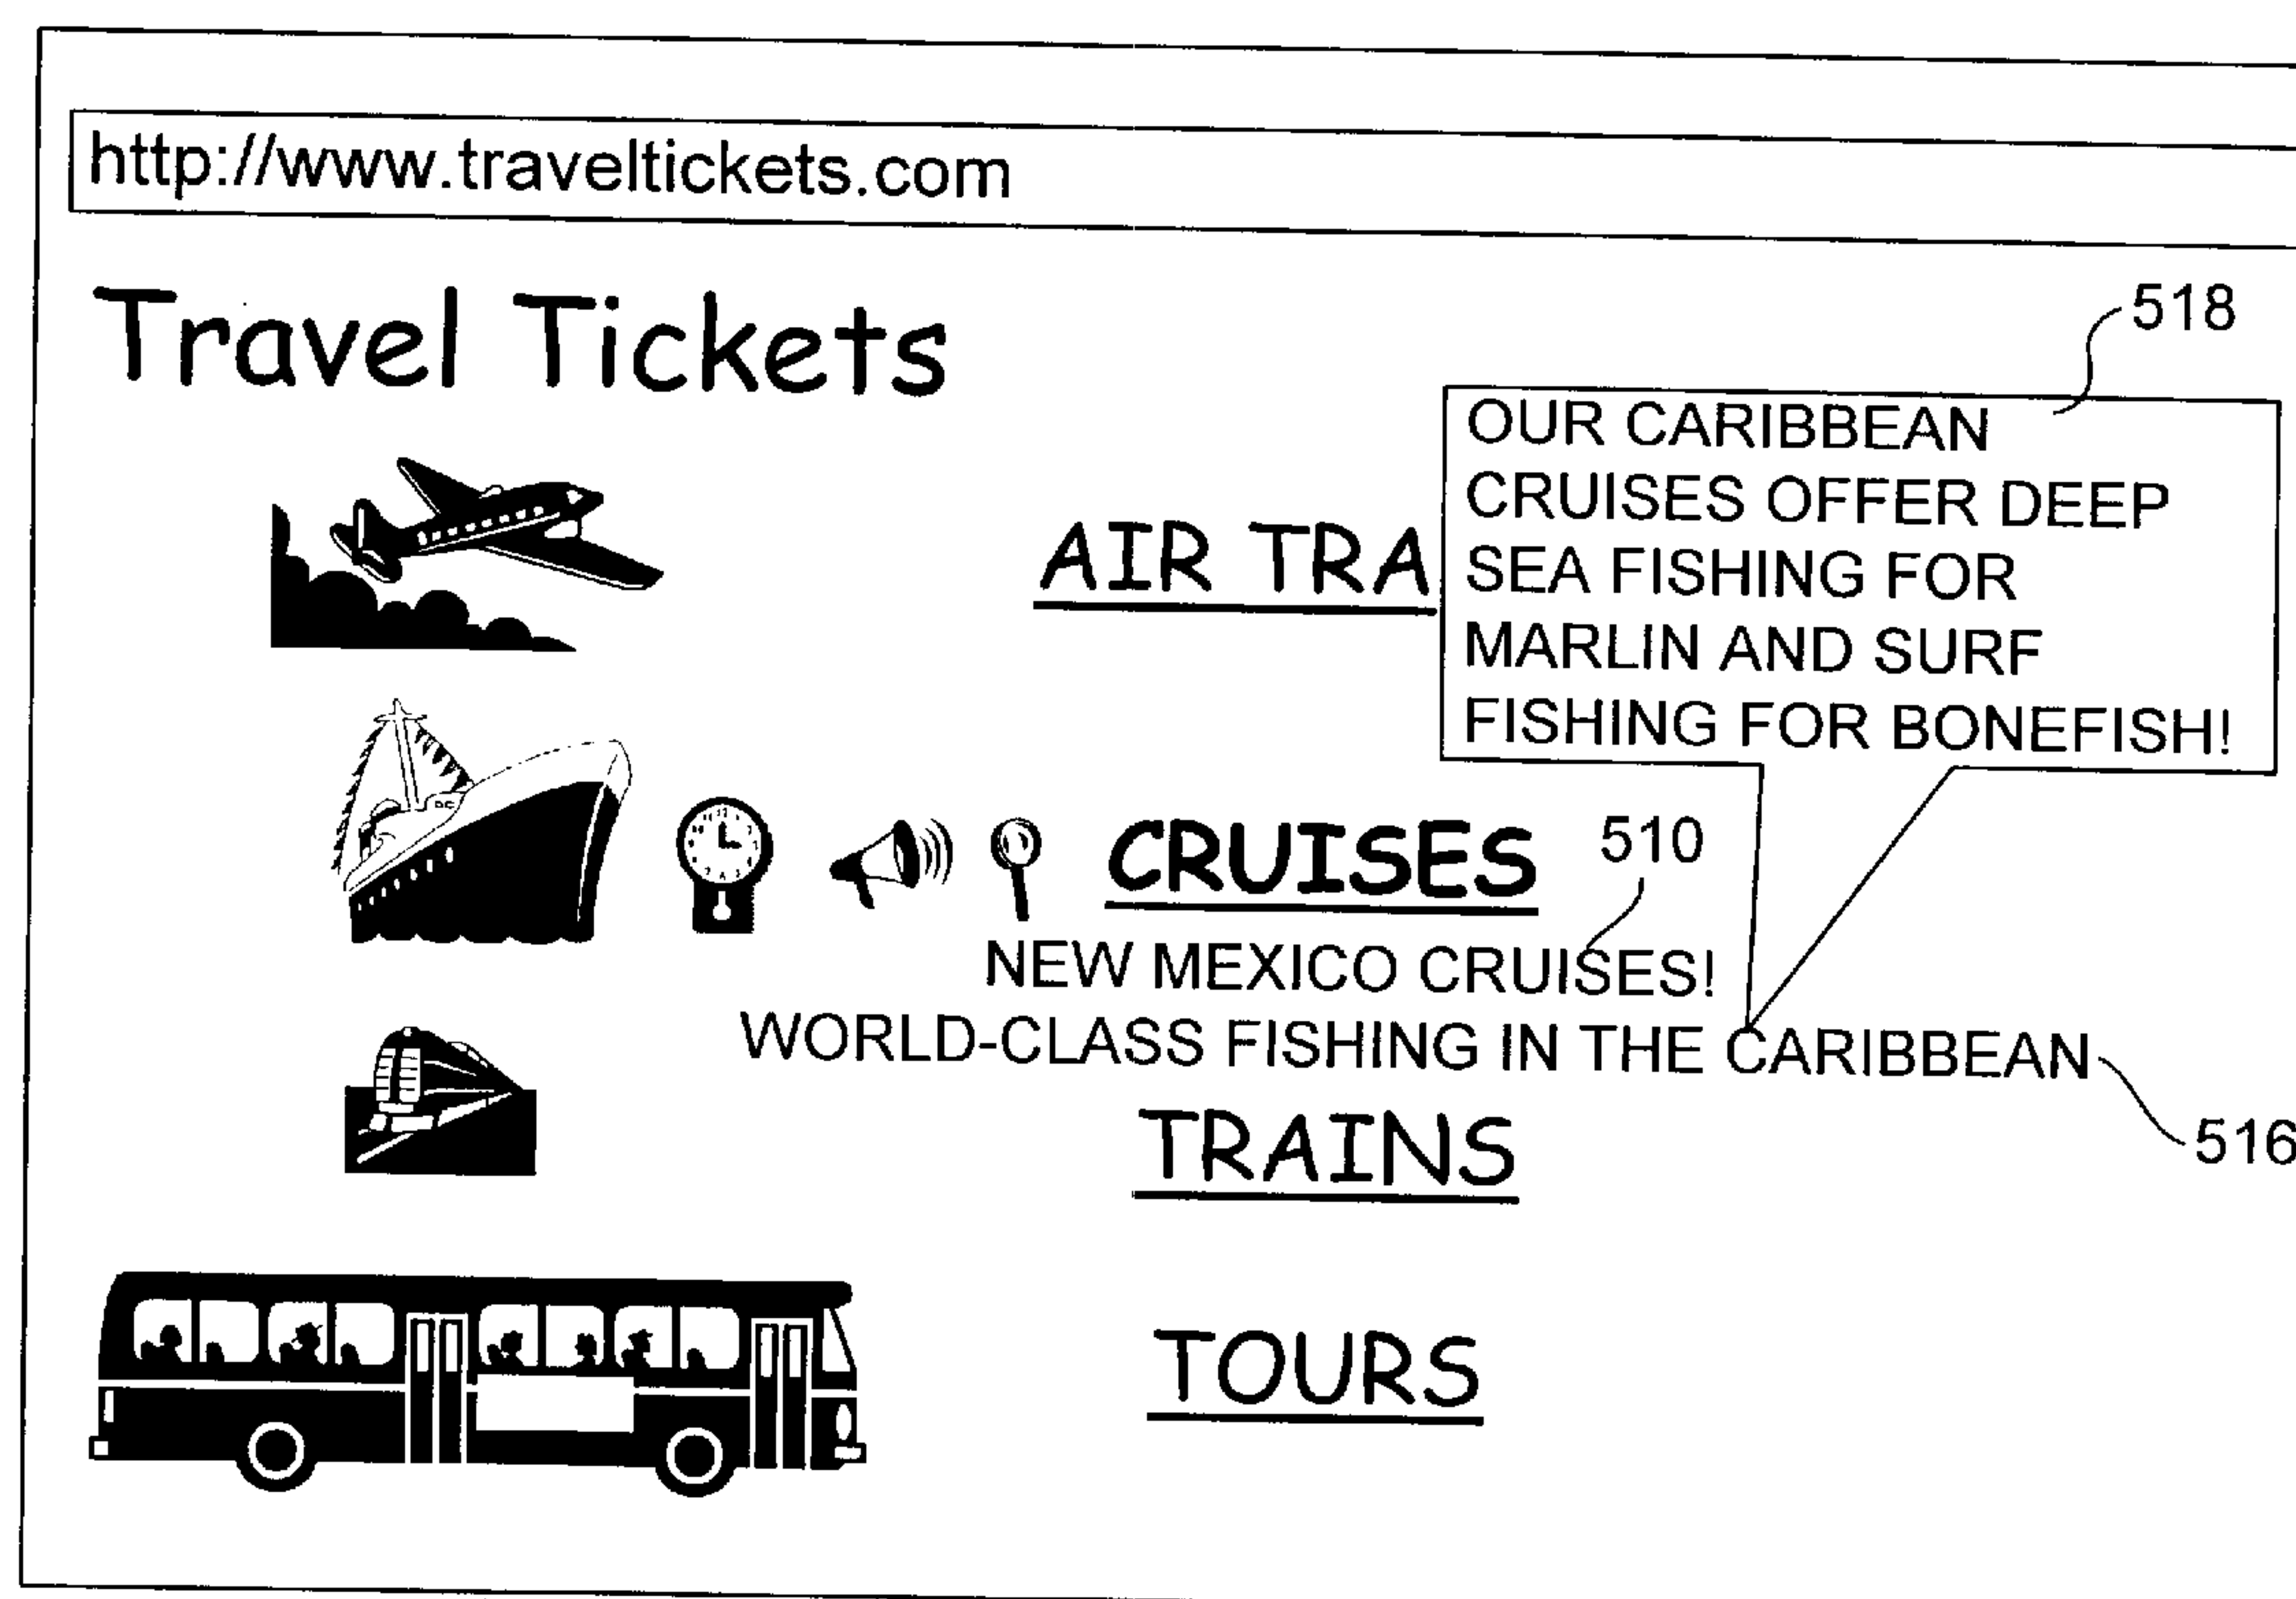 http://www.traveltickets.com
Travel Tickets
518
OUR CARIBBEAN
CRUISES OFFER DEEP
SEA FISHING FOR
MARLIN AND SURF
FISHING FOR BONEFISH!
AIR TRA
CRUISES
510
NEW MEXICO CRUISES!
WORLD-CLASS FISHING IN THE CARIBBEAN
516
TRAINS
TOURS